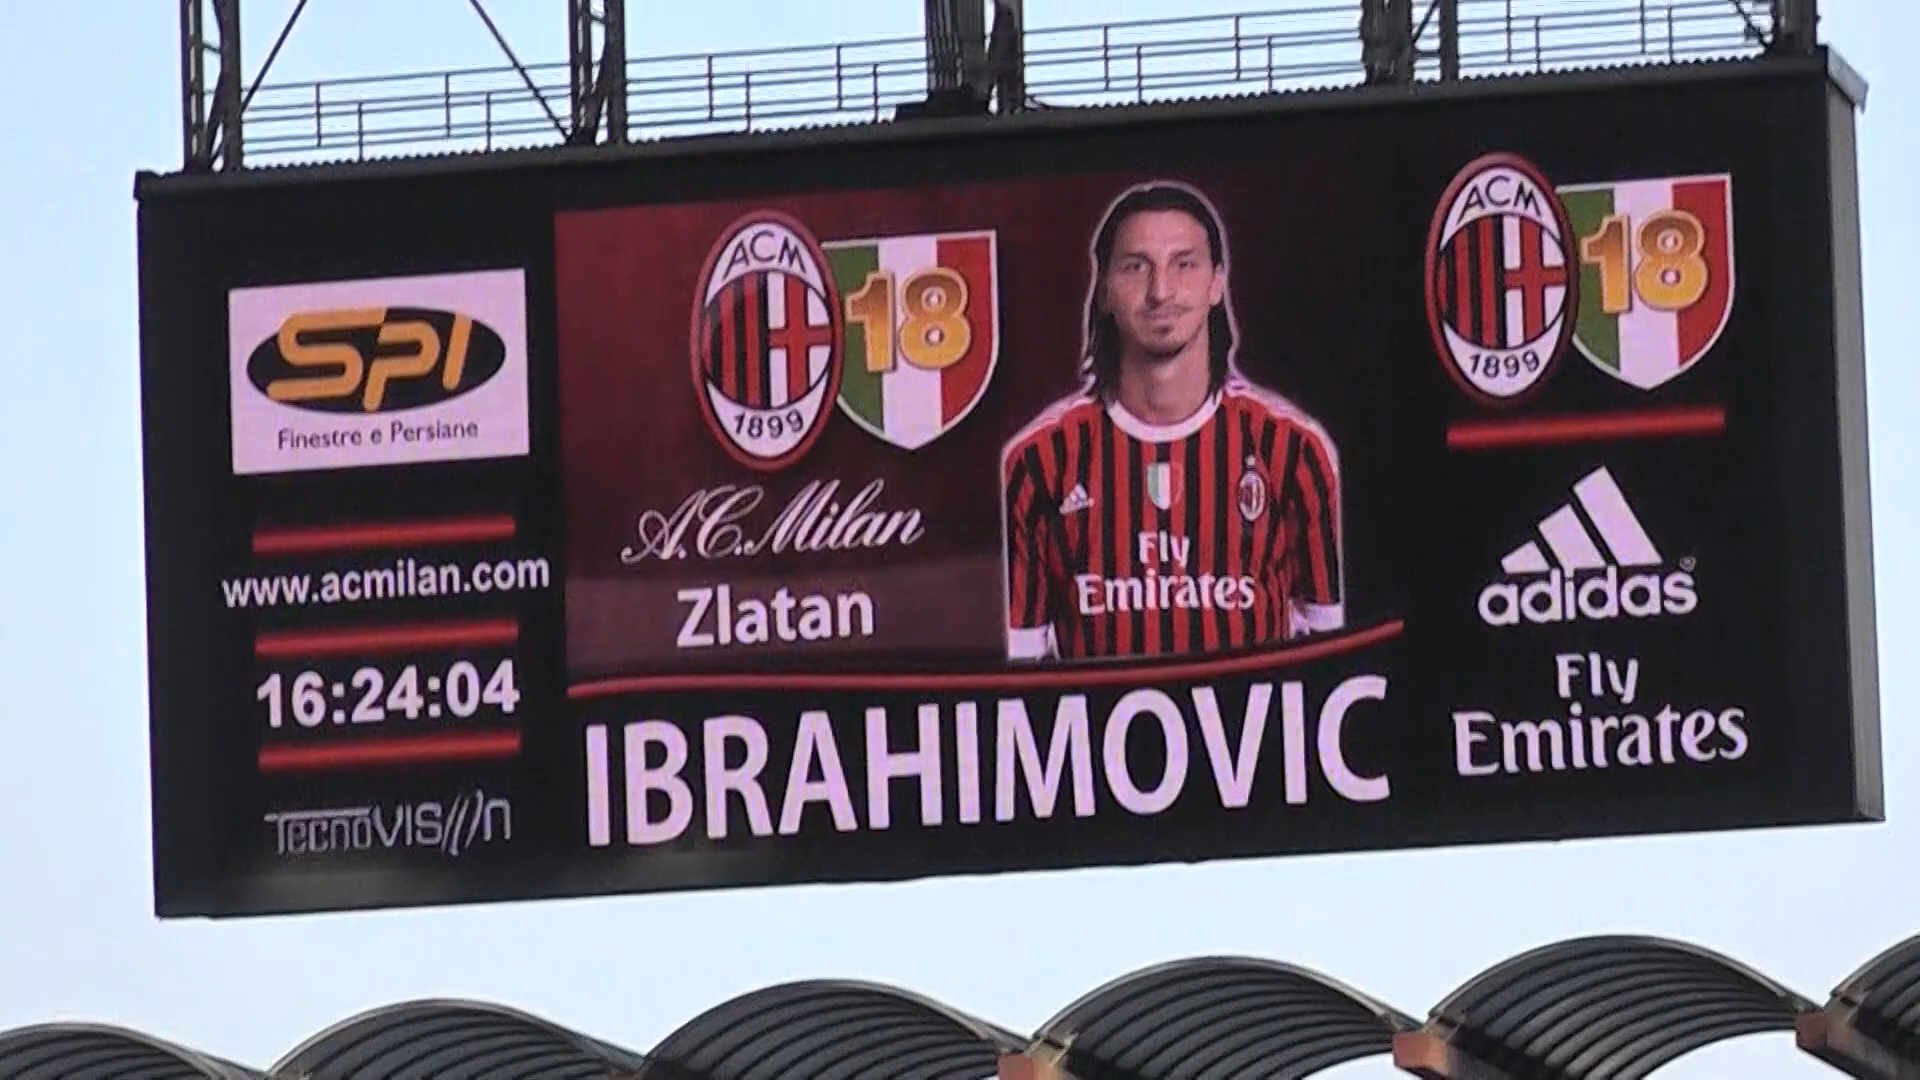 SPI
Finestre e Persiane
www.acmilan.com
16:24:04
TecnoVISION
ACM
1899
18
A.C.Milan
Zlatan
IBRAHIMOVIC
Fly
Emirates
ACM
1899
18
adidas®
Fly
Emirates